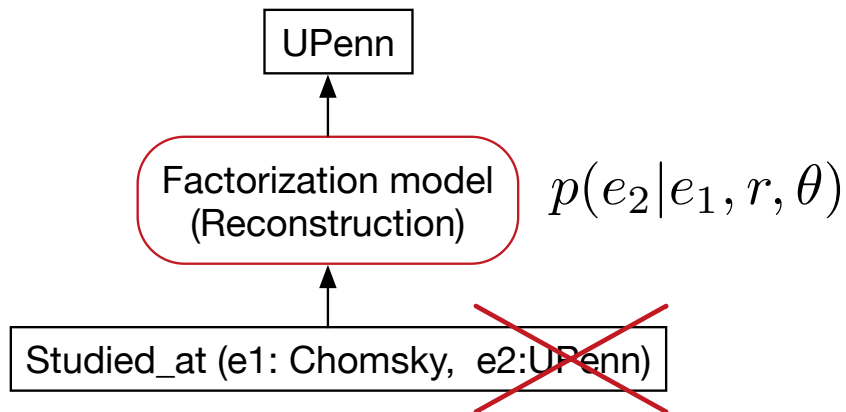 UPenn
Factorization model
(Reconstruction)
p(e₂|e₁, r, θ)
Studied_at (e1: Chomsky, e2:UPenn)